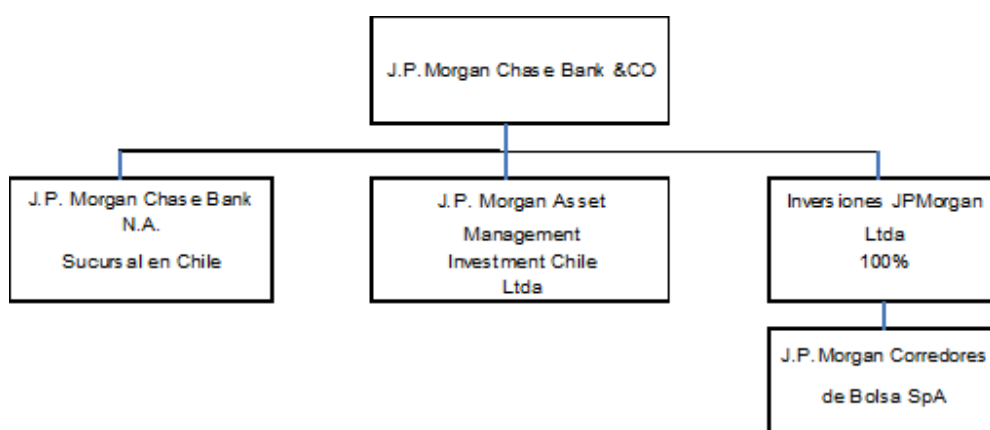 J.P. Morgan Chase Bank &CO
J.P. Morgan Chase Bank
N.A.
Sucursal en Chile
J.P. Morgan Asset
Management
Investment Chile
Ltda
Inversiones JPMorgan
Ltda
100%
J.P. Morgan Corredores
de Bolsa SpA